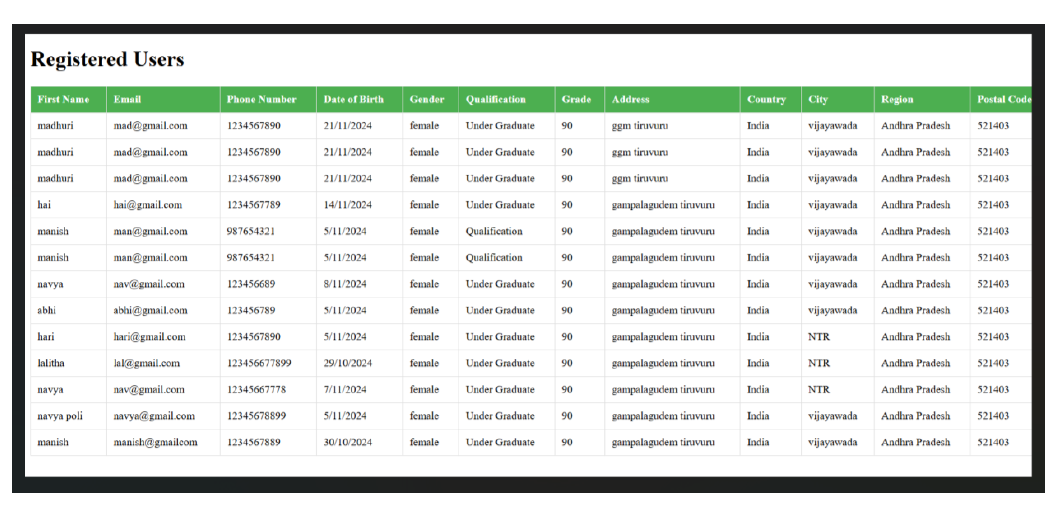 Registered Users
First Name Email Phone Number Date of Birth Gender Qualification Grade Address Country City Region Postal Code
madhuri mad@gmail.com 1234567890 21/11/2024 female Under Graduate 90 ggm tiruvuru India vijayawada Andhra Pradesh 521403
madhuri mad@gmail.com 1234567890 21/11/2024 female Under Graduate 90 ggm tiruvuru India vijayawada Andhra Pradesh 521403
madhuri mad@gmail.com 1234567890 21/11/2024 female Under Graduate 90 ggm tiruvuru India vijayawada Andhra Pradesh 521403
hai hai@gmail.com 1234567789 14/11/2024 female Under Graduate 90 gampalagudem tiruvuru India vijayawada Andhra Pradesh 521403
manish man@gmail.com 987654321 5/11/2024 female Qualification 90 gampalagudem tiruvuru India vijayawada Andhra Pradesh 521403
manish man@gmail.com 987654321 5/11/2024 female Qualification 90 gampalagudem tiruvuru India vijayawada Andhra Pradesh 521403
navya nav@gmail.com 123456689 8/11/2024 female Under Graduate 90 gampalagudem tiruvuru India vijayawada Andhra Pradesh 521403
abhi abhi@gmail.com 123456789 5/11/2024 female Under Graduate 90 gampalagudem tiruvuru India vijayawada Andhra Pradesh 521403
hari hari@gmail.com 1234567890 5/11/2024 female Under Graduate 90 gampalagudem tiruvuru India NTR Andhra Pradesh 521403
lalitha lal@gmail.com 123456677899 29/10/2024 female Under Graduate 90 gampalagudem tiruvuru India NTR Andhra Pradesh 521403
navya nav@gmail.com 12345667778 7/11/2024 female Under Graduate 90 gampalagudem tiruvuru India NTR Andhra Pradesh 521403
navya poli navya@gmail.com 12345678899 5/11/2024 female Under Graduate 90 gampalagudem tiruvuru India vijayawada Andhra Pradesh 521403
manish manish@gmailcom 1234567889 30/10/2024 female Under Graduate 90 gampalagudem tiruvuru India vijayawada Andhra Pradesh 521403